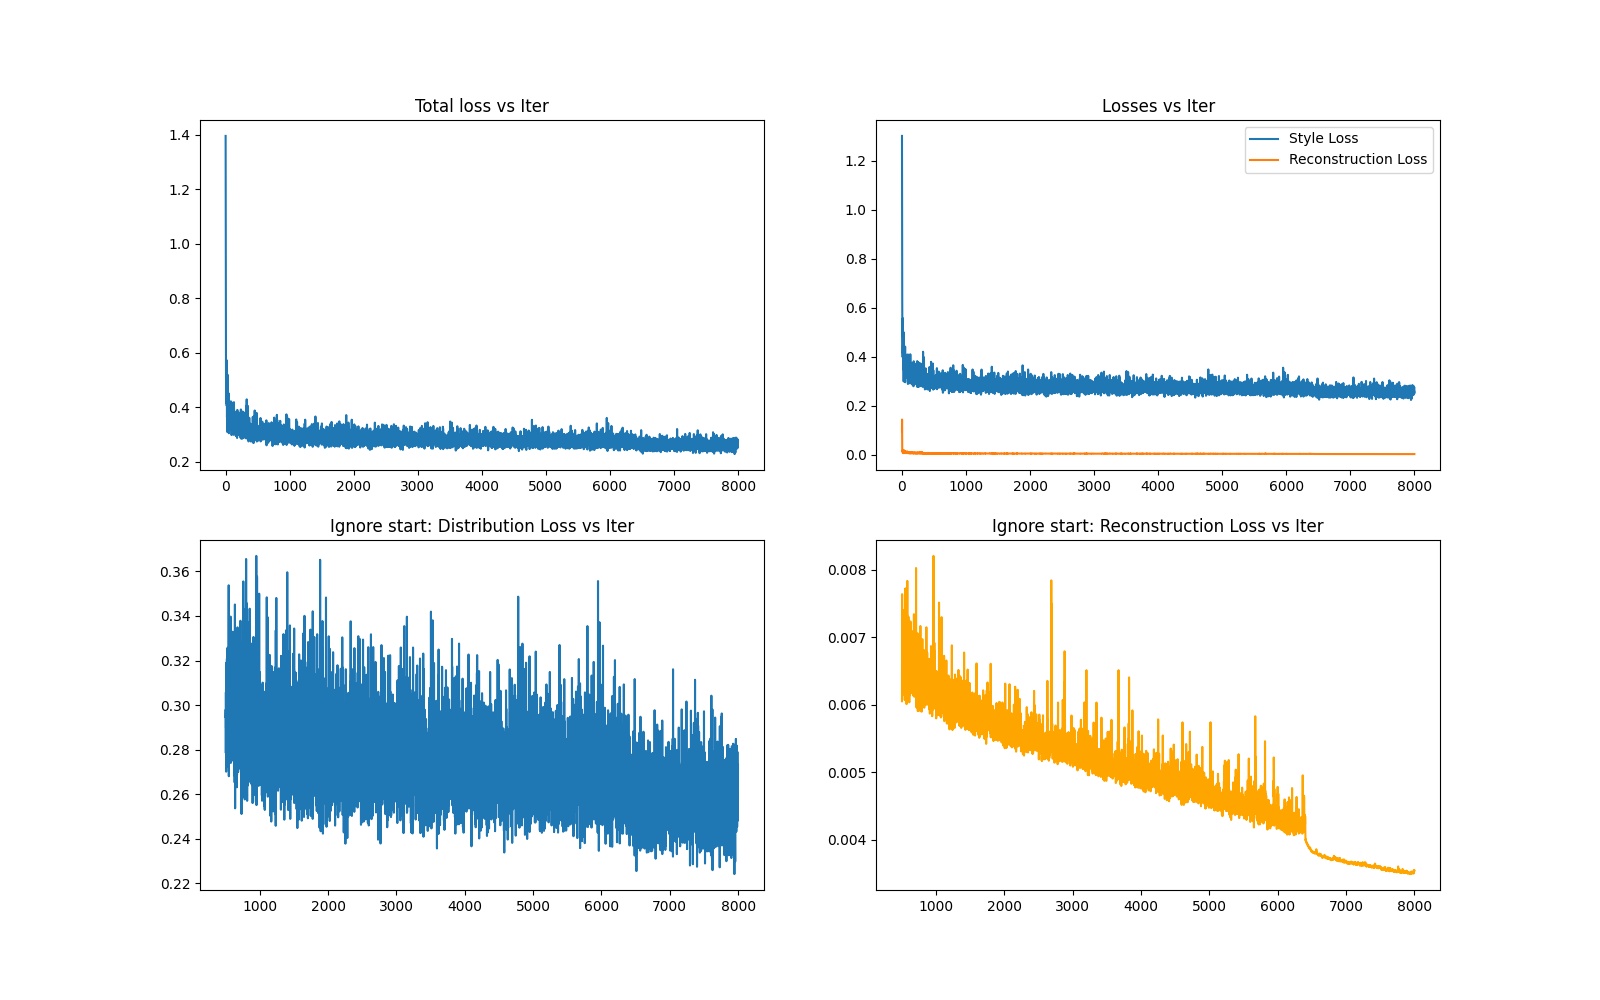 Total loss vs Iter
1.4
1.2
1.0
0.8
0.6
0.4
0.2
0 1000 2000 3000 4000 5000 6000 7000 8000
Losses vs Iter
Style Loss
Reconstruction Loss
1.2
1.0
0.8
0.6
0.4
0.2
0.0
0 1000 2000 3000 4000 5000 6000 7000 8000
Ignore start: Distribution Loss vs Iter
0.36
0.34
0.32
0.30
0.28
0.26
0.24
0.22
1000 2000 3000 4000 5000 6000 7000 8000
Ignore start: Reconstruction Loss vs Iter
0.008
0.007
0.006
0.005
0.004
1000 2000 3000 4000 5000 6000 7000 8000